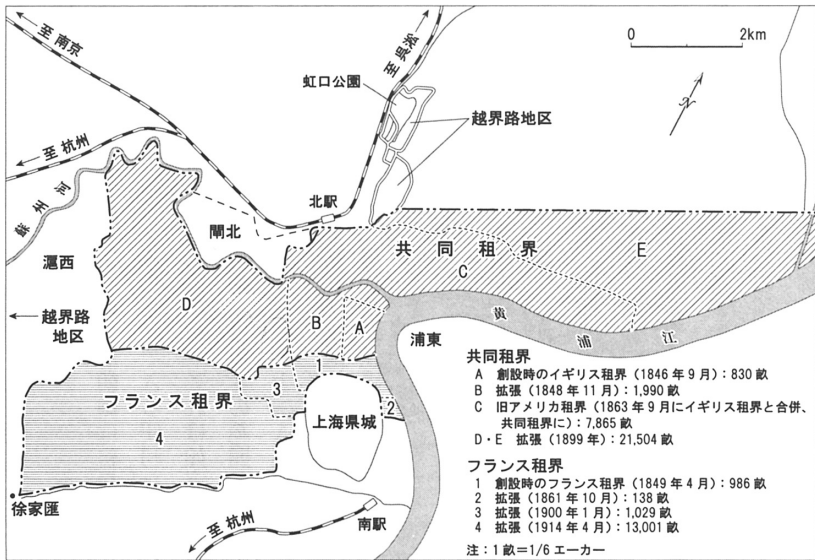 至南京
至呉淞
0 2km
虹口公園
越界路地区
N
至杭州
蘇州河
北駅
閘北
共同租界
E
C
滬西
D
越界路
地区
B
A
黄浦江
浦東
1
フランス租界
3
2
上海県城
4
徐家匯
至杭州
南駅
共同租界
A 創設時のイギリス租界（1846年9月）：830畝
B 拡張（1848年11月）：1,990畝
C 旧アメリカ租界（1863年9月にイギリス租界と合併、
共同租界に）：7,865畝
D・E 拡張（1899年）：21,504畝
フランス租界
1 創設時のフランス租界（1849年4月）：986畝
2 拡張（1861年10月）：138畝
3 拡張（1900年1月）：1,029畝
4 拡張（1914年4月）：13,001畝
注：1畝＝1/6エーカー